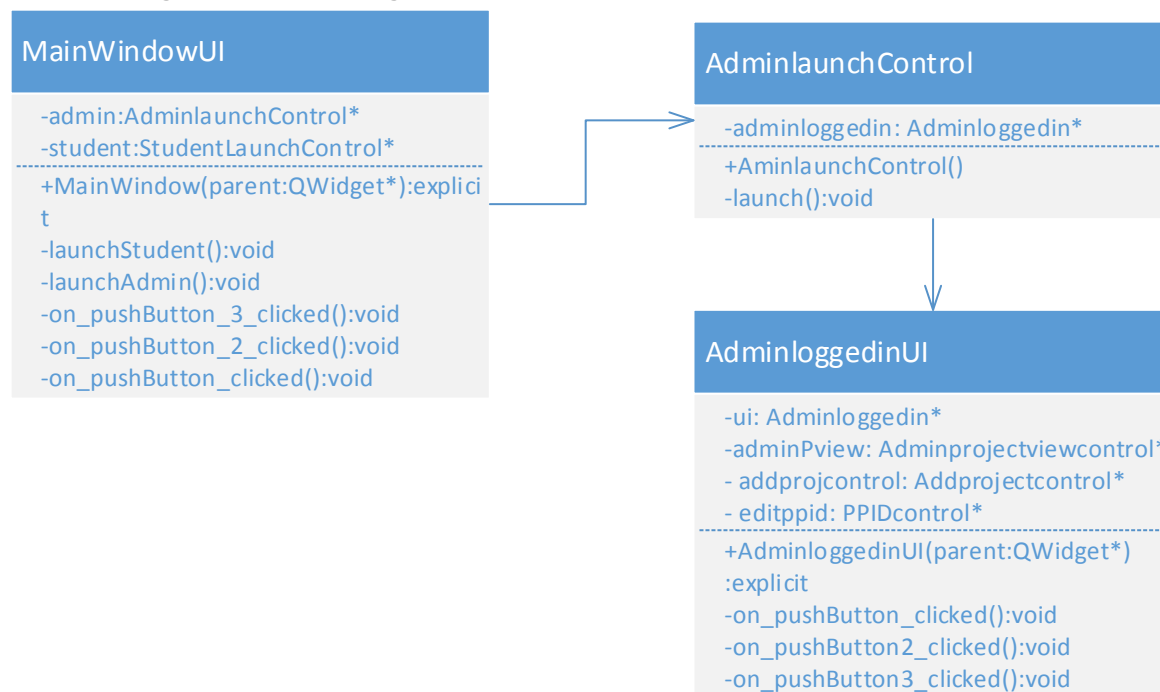 MainWindowUI
-admin:AdminlaunchControl*
-student:StudentLaunchControl*
+MainWindow(parent:QWidget*):explici
t
-launchStudent():void
-launchAdmin():void
-on_pushButton_3_clicked():void
-on_pushButton_2_clicked():void
-on_pushButton_clicked():void
AdminlaunchControl
-adminloggedin: Adminloggedin*
+AminlaunchControl()
-launch():void
AdminloggedinUI
-ui: Adminloggedin*
-adminPview: Adminprojectviewcontrol*
- addprojcontrol: Addprojectcontrol*
- editppid: PPIDcontrol*
+AdminloggedinUI(parent:QWidget*)
:explicit
-on_pushButton_clicked():void
-on_pushButton2_clicked():void
-on_pushButton3_clicked():void